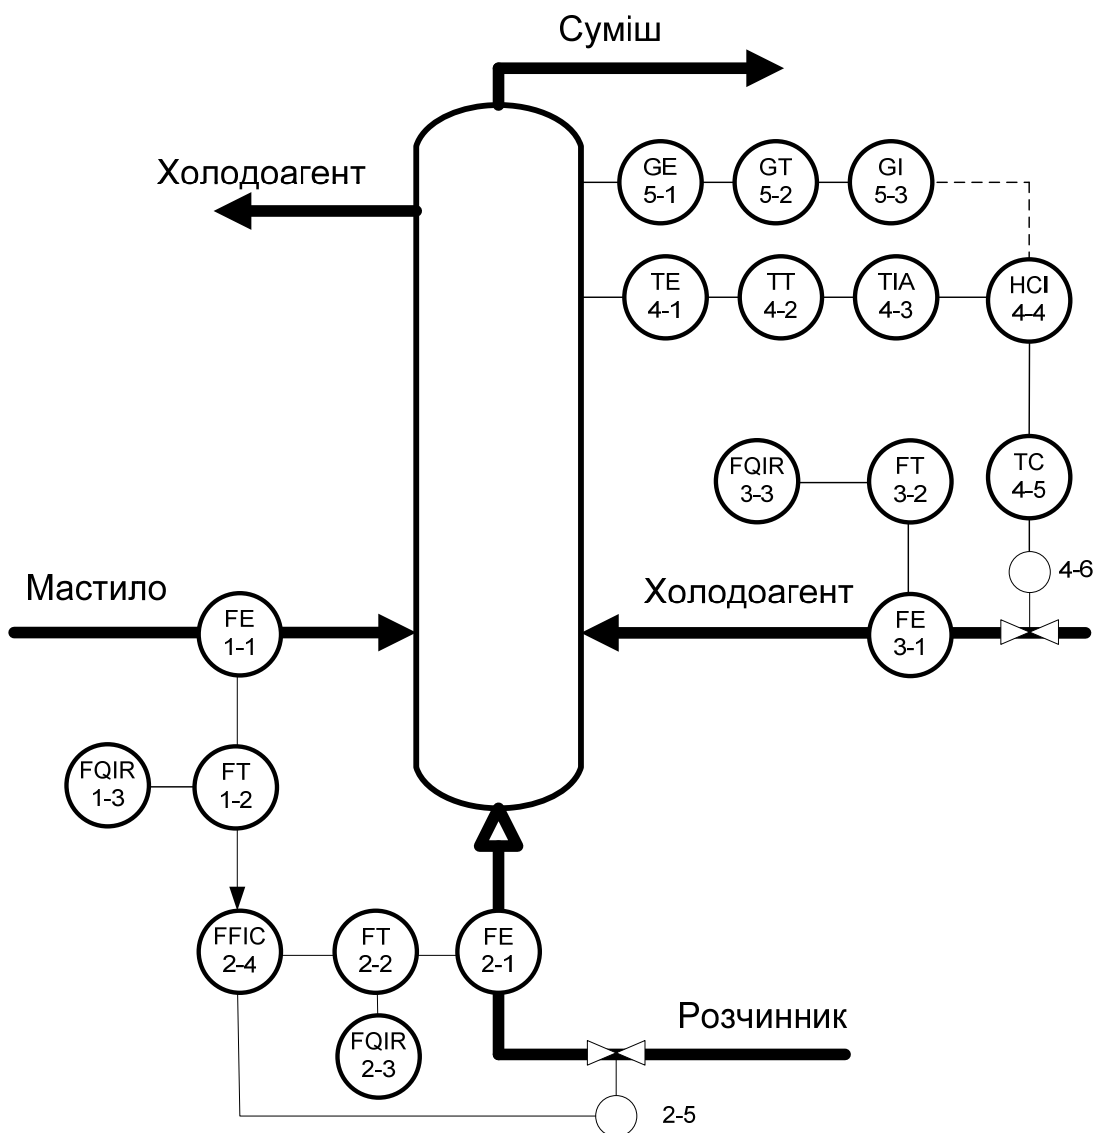 Суміш
Холодоагент
GE
5-1
GT
5-2
GI
5-3
TE
4-1
TT
4-2
TIA
4-3
HCI
4-4
FQIR
3-3
FT
3-2
TC
4-5
4-6
Мастило
Холодоагент
FE
1-1
FE
3-1
FQIR
1-3
FT
1-2
FFIC
2-4
FT
2-2
FE
2-1
FQIR
2-3
Розчинник
2-5